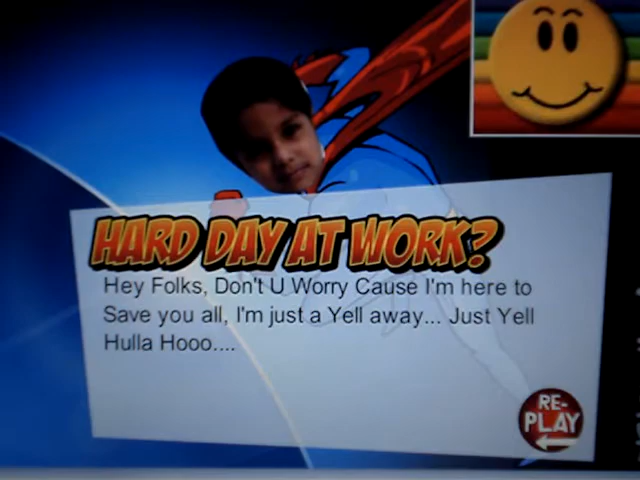 HARD DAY AT WORK?
Hey Folks, Don't U Worry Cause I'm here to
Save you all, I'm just a Yell away... Just Yell
Hulla Hooo....
RE-
PLAY